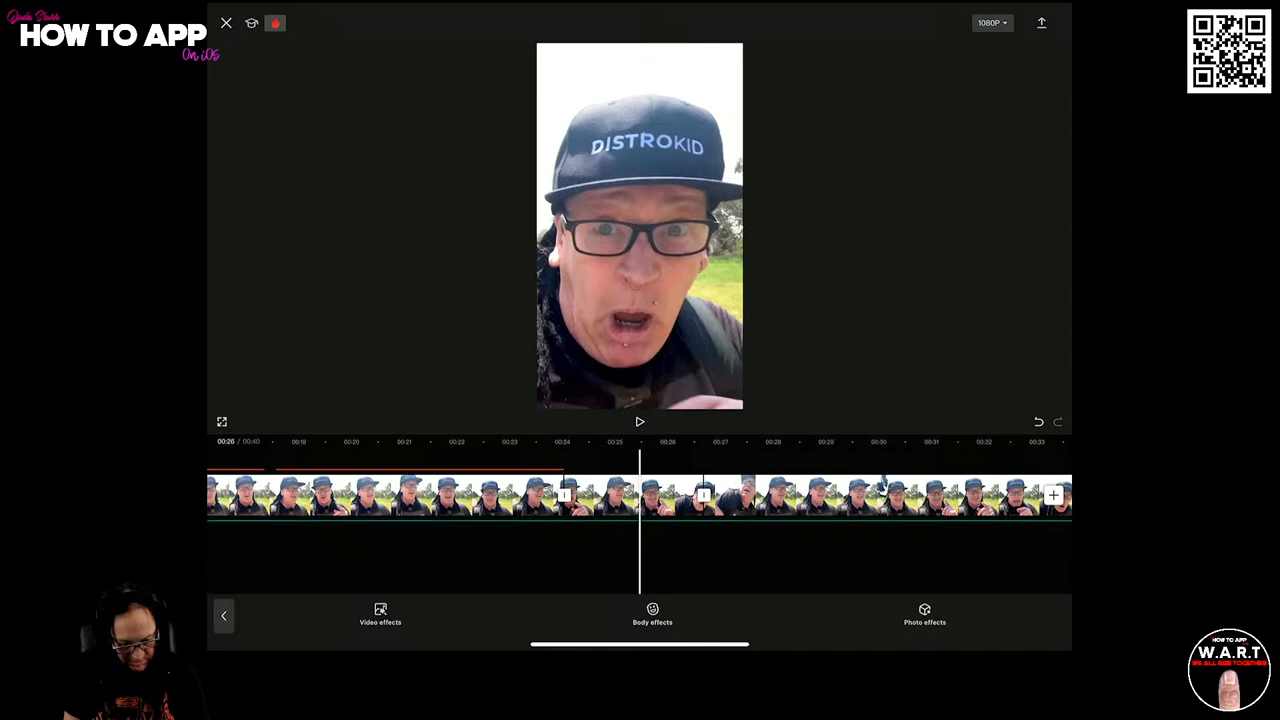 Jade Starr
HOW TO APP
On iOS
1080P
DISTROKID
00:26 / 00:40
00:19
00:20
00:21
00:22
00:23
00:24
00:25
00:26
00:27
00:28
00:29
00:30
00:31
00:32
00:33
Video effects
Body effects
Photo effects
HOW TO APP
W.A.R.T
WE ALL RISE TOGETHER